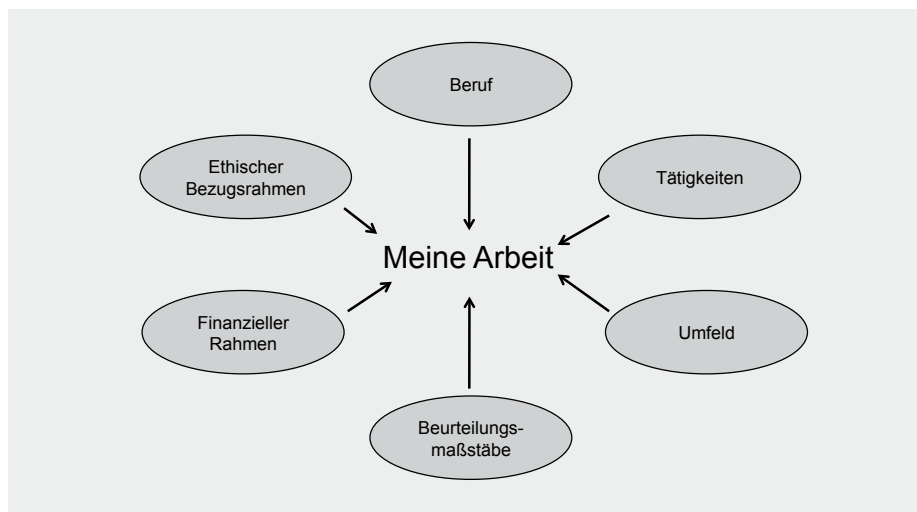 Beruf
Ethischer
Bezugsrahmen
Tätigkeiten
Meine Arbeit
Finanzieller
Rahmen
Umfeld
Beurteilungs-
maßstäbe